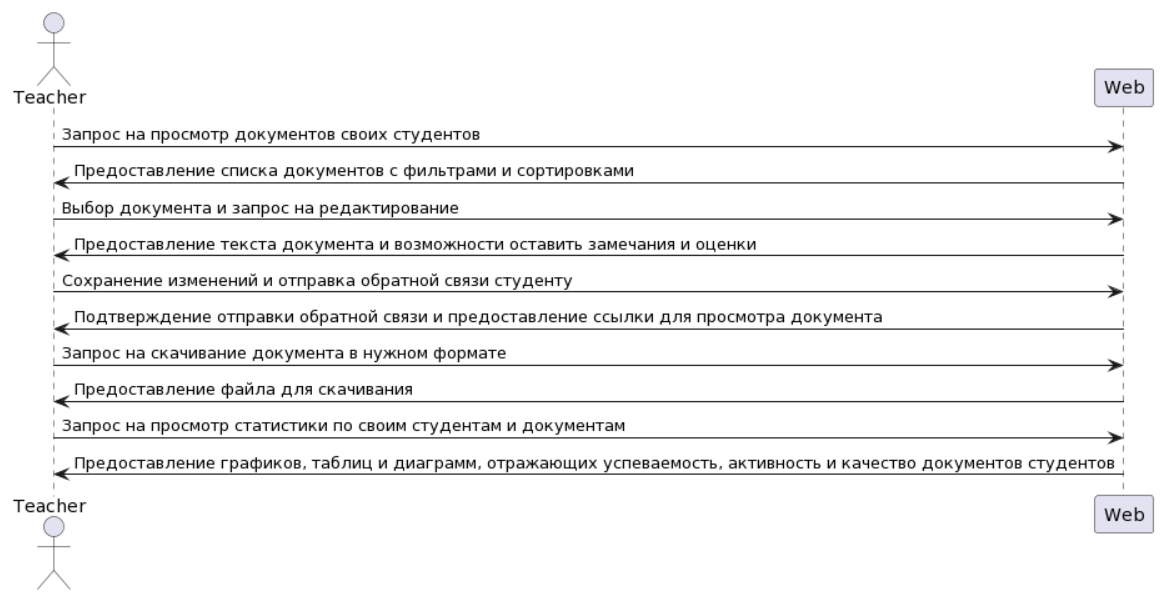 Teacher
Web
Запрос на просмотр документов своих студентов
Предоставление списка документов с фильтрами и сортировками
Выбор документа и запрос на редактирование
Предоставление текста документа и возможности оставить замечания и оценки
Сохранение изменений и отправка обратной связи студенту
Подтверждение отправки обратной связи и предоставление ссылки для просмотра документа
Запрос на скачивание документа в нужном формате
Предоставление файла для скачивания
Запрос на просмотр статистики по своим студентам и документам
Предоставление графиков, таблиц и диаграмм, отражающих успеваемость, активность и качество документов студентов
Teacher
Web